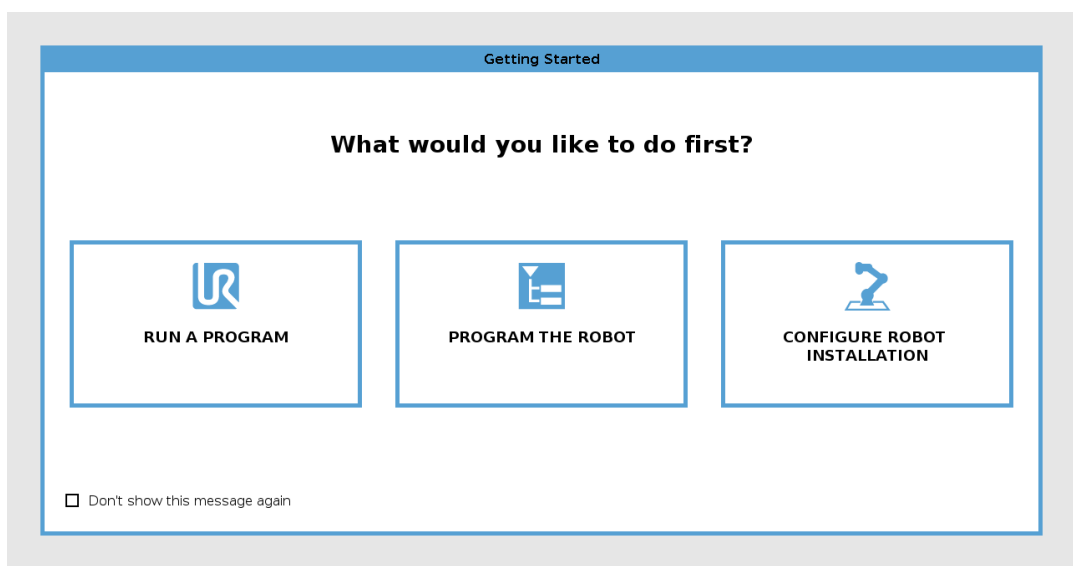 Getting Started
What would you like to do first?
UR
RUN A PROGRAM
PROGRAM THE ROBOT
CONFIGURE ROBOT
INSTALLATION
Don't show this message again